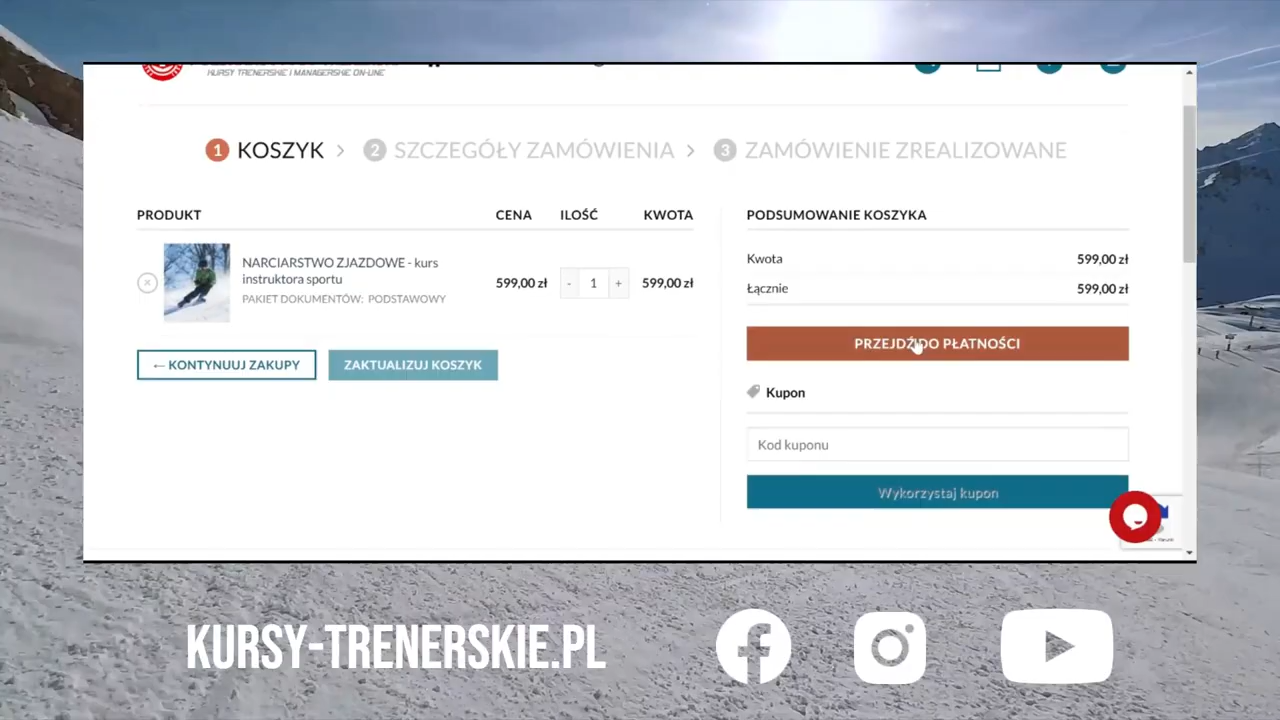 KURSY TRENERSKIE I MANAGERSKIE ON-LINE
1 KOSZYK > 2 SZCZEGÓŁY ZAMÓWIENIA > 3 ZAMÓWIENIE ZREALIZOWANE
PRODUKT CENA ILOŚĆ KWOTA
NARCIARSTWO ZJAZDOWE - kurs
instruktora sportu
PAKIET DOKUMENTÓW: PODSTAWOWY
599,00 zł - 1 + 599,00 zł
← KONTYNUUJ ZAKUPY ZAKTUALIZUJ KOSZYK
PODSUMOWANIE KOSZYKA
Kwota 599,00 zł
Łącznie 599,00 zł
PRZEJDŹ DO PŁATNOŚCI
Kupon
Kod kuponu
Wykorzystaj kupon
KURSY-TRENERSKIE.PL